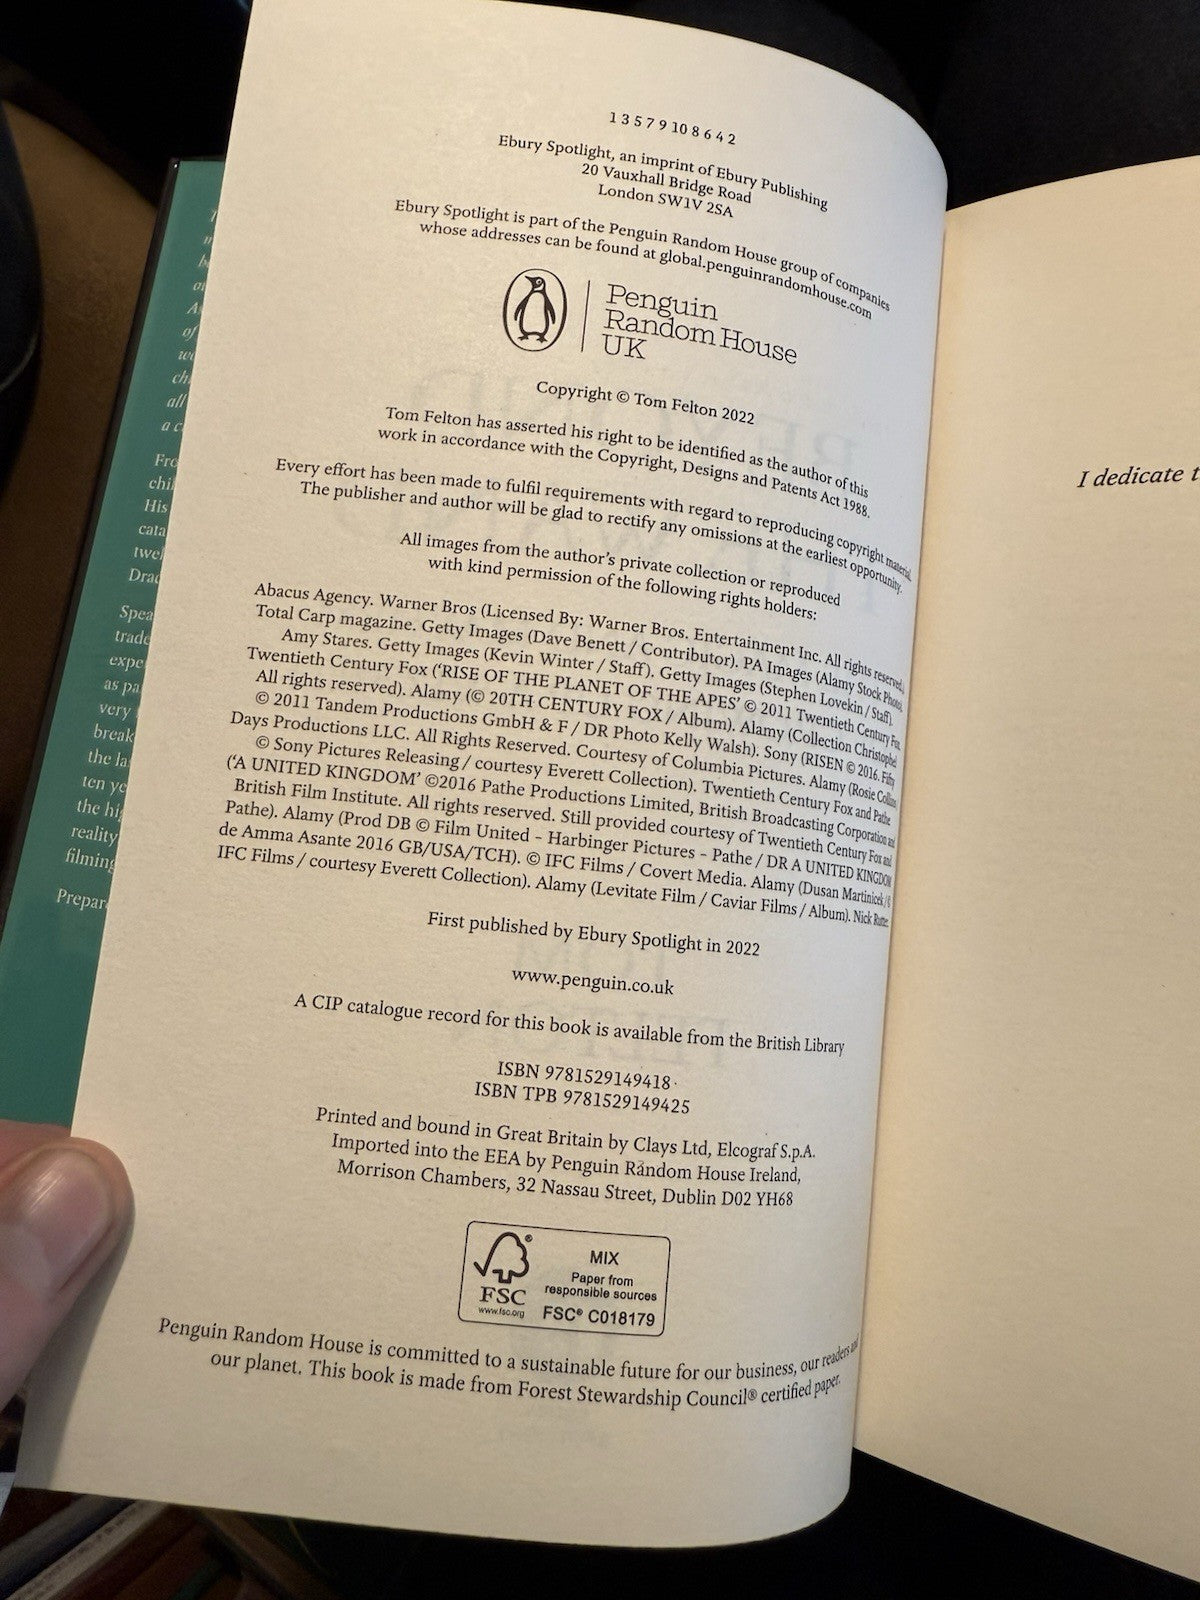 1 3 5 7 9 10 8 6 4 2
Ebury Spotlight, an imprint of Ebury Publishing
20 Vauxhall Bridge Road
London SW1V 2SA
Ebury Spotlight is part of the Penguin Random House group of companies
whose addresses can be found at global.penguinrandomhouse.com
Penguin
Random House
UK
Copyright © Tom Felton 2022
Tom Felton has asserted his right to be identified as the author of this
work in accordance with the Copyright, Designs and Patents Act 1988.
Every effort has been made to fulfil requirements with regard to reproducing copyright material.
The publisher and author will be glad to rectify any omissions at the earliest opportunity.
All images from the author's private collection or reproduced
with kind permission of the following rights holders:
Abacus Agency. Warner Bros (Licensed By: Warner Bros. Entertainment Inc. All rights reserved).
Total Carp magazine. Getty Images (Dave Benett / Contributor). PA Images (Alamy Stock Photo).
Amy Stares. Getty Images (Kevin Winter / Staff). Getty Images (Stephen Lovekin / Staff).
Twentieth Century Fox ('RISE OF THE PLANET OF THE APES' © 2011 Twentieth Century Fox.
All rights reserved). Alamy (© 20TH CENTURY FOX / Album). Alamy (Collection Christophel
© 2011 Tandem Productions GmbH & F / DR Photo Kelly Walsh). Sony (RISEN © 2016. Fifty
Days Productions LLC. All Rights Reserved. Courtesy of Columbia Pictures. Alamy (Rosie Collins
© Sony Pictures Releasing / courtesy Everett Collection). Twentieth Century Fox and Pathe
('A UNITED KINGDOM' ©2016 Pathe Productions Limited, British Broadcasting Corporation and
British Film Institute. All rights reserved. Still provided courtesy of Twentieth Century Fox and
Pathe). Alamy (Prod DB © Film United – Harbinger Pictures – Pathe / DR A UNITED KINGDOM
de Amma Asante 2016 GB/USA/TCH). © IFC Films / Covert Media. Alamy (Dusan Martinicek / ©
IFC Films / courtesy Everett Collection). Alamy (Levitate Film / Caviar Films / Album). Nick Rutter.
First published by Ebury Spotlight in 2022
www.penguin.co.uk
A CIP catalogue record for this book is available from the British Library
ISBN 9781529149418
ISBN TPB 9781529149425
Printed and bound in Great Britain by Clays Ltd, Elcograf S.p.A.
Imported into the EEA by Penguin Random House Ireland,
Morrison Chambers, 32 Nassau Street, Dublin D02 YH68
FSC
www.fsc.org
MIX
Paper from
responsible sources
FSC® C018179
Penguin Random House is committed to a sustainable future for our business, our readers and
our planet. This book is made from Forest Stewardship Council® certified paper.
I dedicate